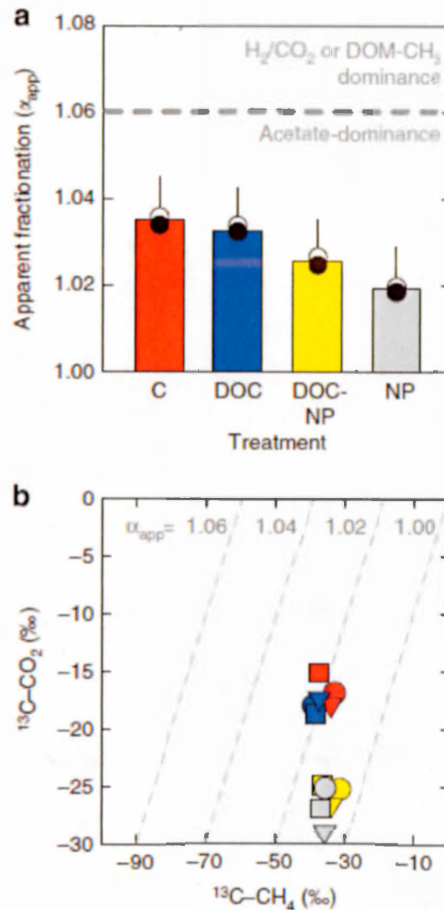 a
1.08
H₂/CO₂ or DOM-CH₃
dominance
1.06
Acetate-dominance
1.04
1.02
1.00
Apparent fractionation (α_app)
C DOC DOC-NP NP
Treatment
b
0
α_app= 1.06 1.04 1.02 1.00
−5
−10
−15
−20
−25
−30
¹³C–CO₂ (‰)
−90 −70 −50 −30 −10
¹³C–CH₄ (‰)